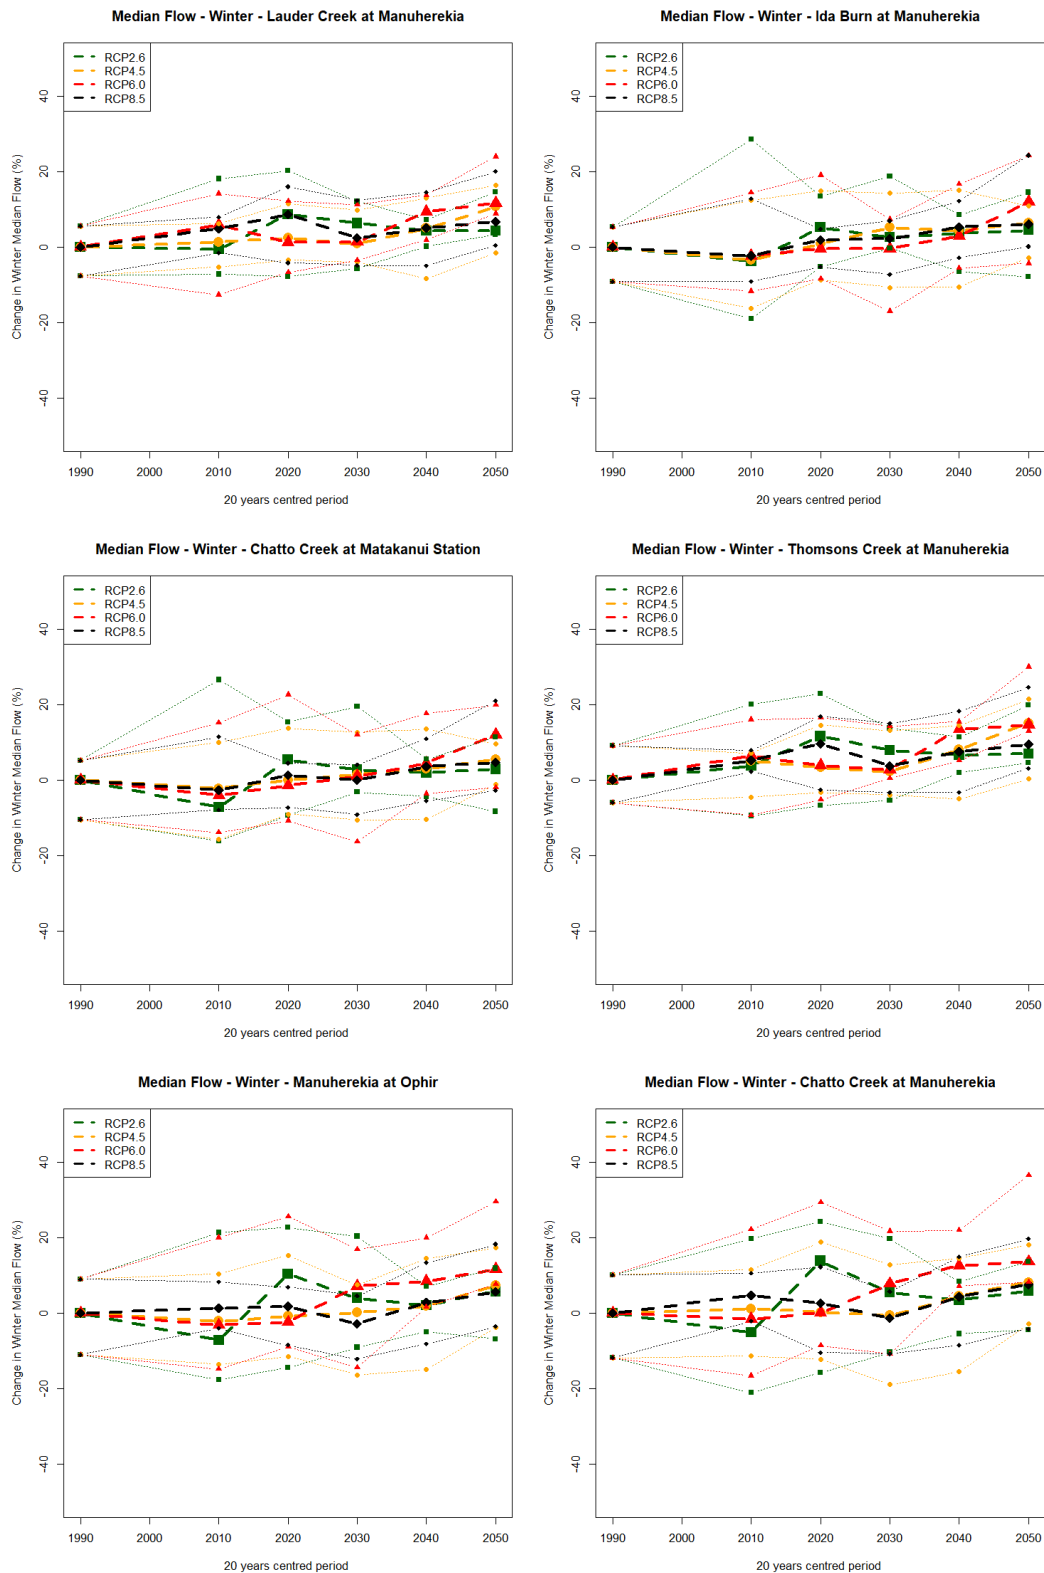 Median Flow - Winter - Lauder Creek at Manuherekia
RCP2.6
RCP4.5
RCP6.0
RCP8.5
Change in Winter Median Flow (%)
40
20
0
-20
-40
1990 2000 2010 2020 2030 2040 2050
20 years centred period
Median Flow - Winter - Ida Burn at Manuherekia
RCP2.6
RCP4.5
RCP6.0
RCP8.5
Change in Winter Median Flow (%)
40
20
0
-20
-40
1990 2000 2010 2020 2030 2040 2050
20 years centred period
Median Flow - Winter - Chatto Creek at Matakanui Station
RCP2.6
RCP4.5
RCP6.0
RCP8.5
Change in Winter Median Flow (%)
40
20
0
-20
-40
1990 2000 2010 2020 2030 2040 2050
20 years centred period
Median Flow - Winter - Thomsons Creek at Manuherekia
RCP2.6
RCP4.5
RCP6.0
RCP8.5
Change in Winter Median Flow (%)
40
20
0
-20
-40
1990 2000 2010 2020 2030 2040 2050
20 years centred period
Median Flow - Winter - Manuherekia at Ophir
RCP2.6
RCP4.5
RCP6.0
RCP8.5
Change in Winter Median Flow (%)
40
20
0
-20
-40
1990 2000 2010 2020 2030 2040 2050
20 years centred period
Median Flow - Winter - Chatto Creek at Manuherekia
RCP2.6
RCP4.5
RCP6.0
RCP8.5
Change in Winter Median Flow (%)
40
20
0
-20
-40
1990 2000 2010 2020 2030 2040 2050
20 years centred period